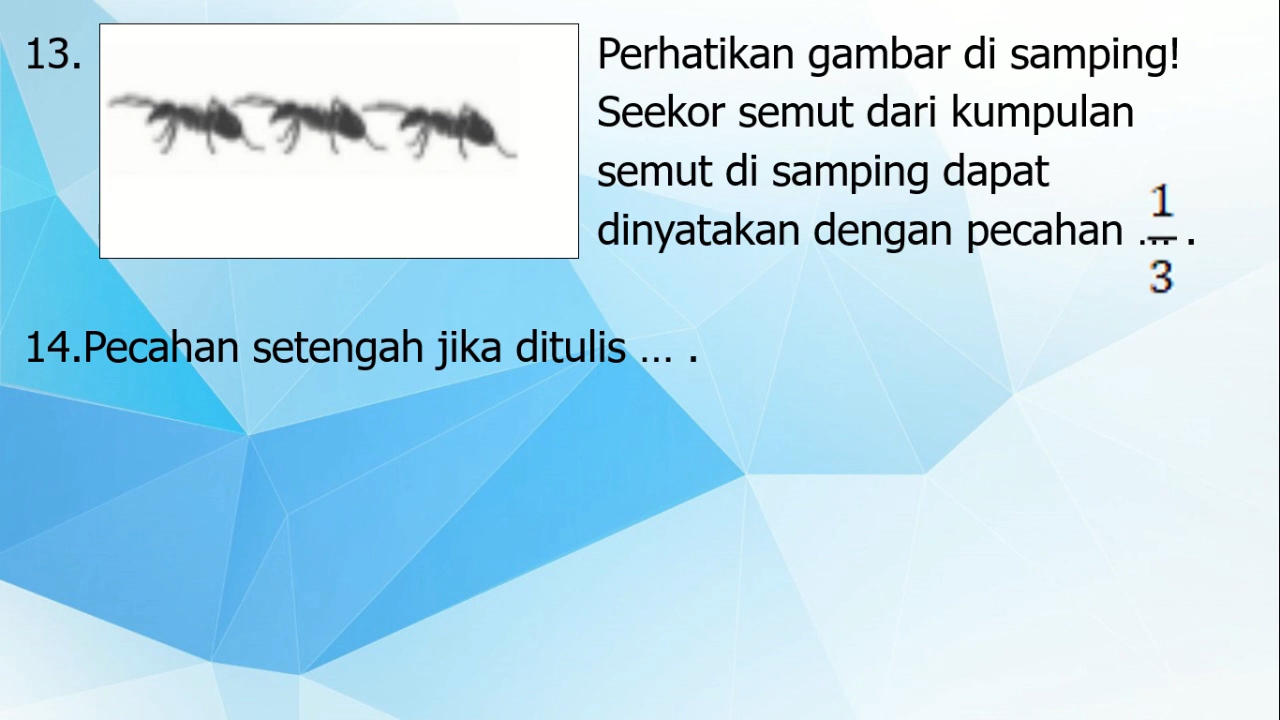 13. Perhatikan gambar di samping!
Seekor semut dari kumpulan
semut di samping dapat
dinyatakan dengan pecahan ... .
1
3
14.Pecahan setengah jika ditulis ... .